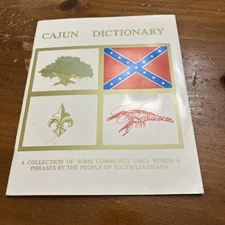 CAJUN DICTIONARY
A COLLECTION OF SOME COMMONLY USED WORDS &
PHRASES BY THE PEOPLE OF SOUTH LOUISIANA